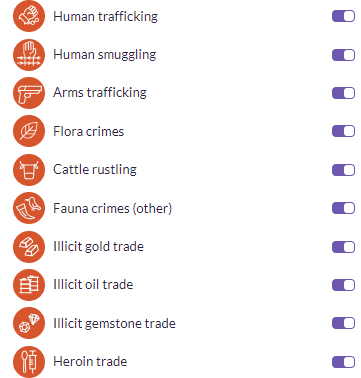 Human trafficking
Human smuggling
Arms trafficking
Flora crimes
Cattle rustling
Fauna crimes (other)
Illicit gold trade
Illicit oil trade
Illicit gemstone trade
Heroin trade